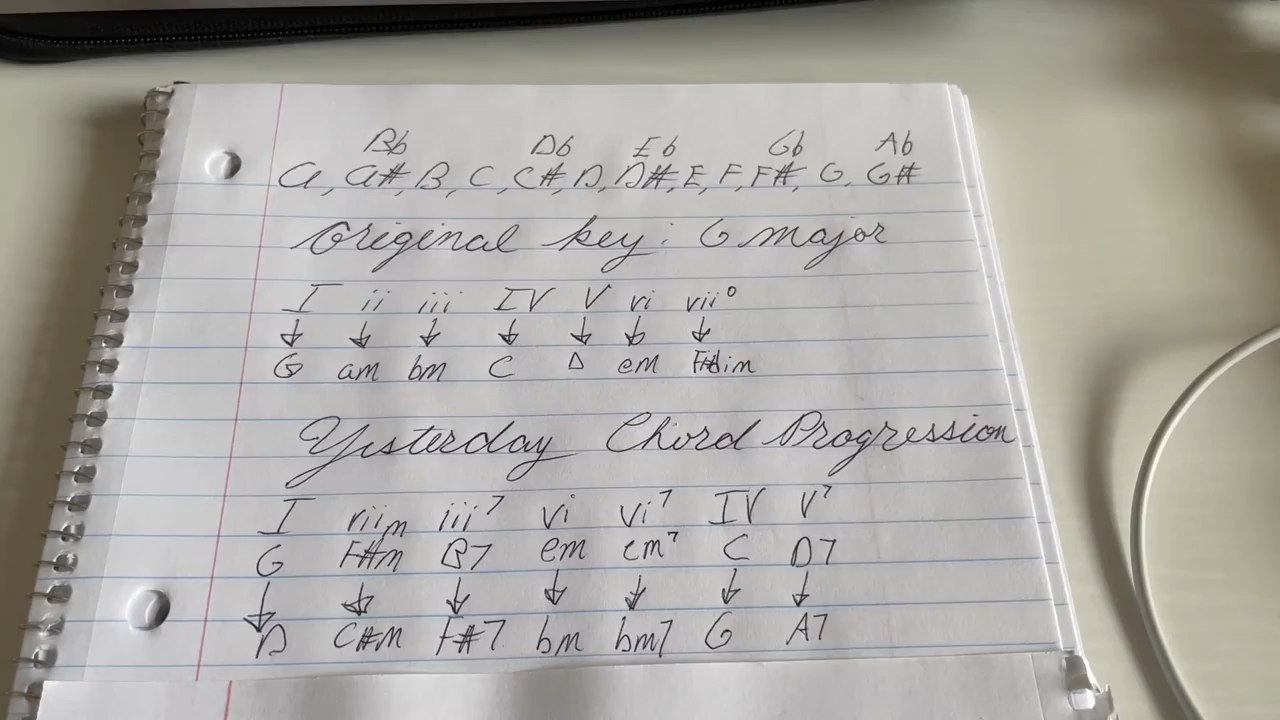 Bb Db Eb Gb Ab
A, A#, B, C, C#, D, D#, E, F, F#, G, G#
Original key: G major
I ii iii IV V vi vii°
↓ ↓ ↓ ↓ ↓ ↓ ↓
G am bm C D em F#dim
Yesterday Chord Progression
I viim iii7 vi vi7 IV V7
G F#m B7 em em7 C D7
↓ ↓ ↓ ↓ ↓ ↓ ↓
D C#m F#7 bm bm7 G A7